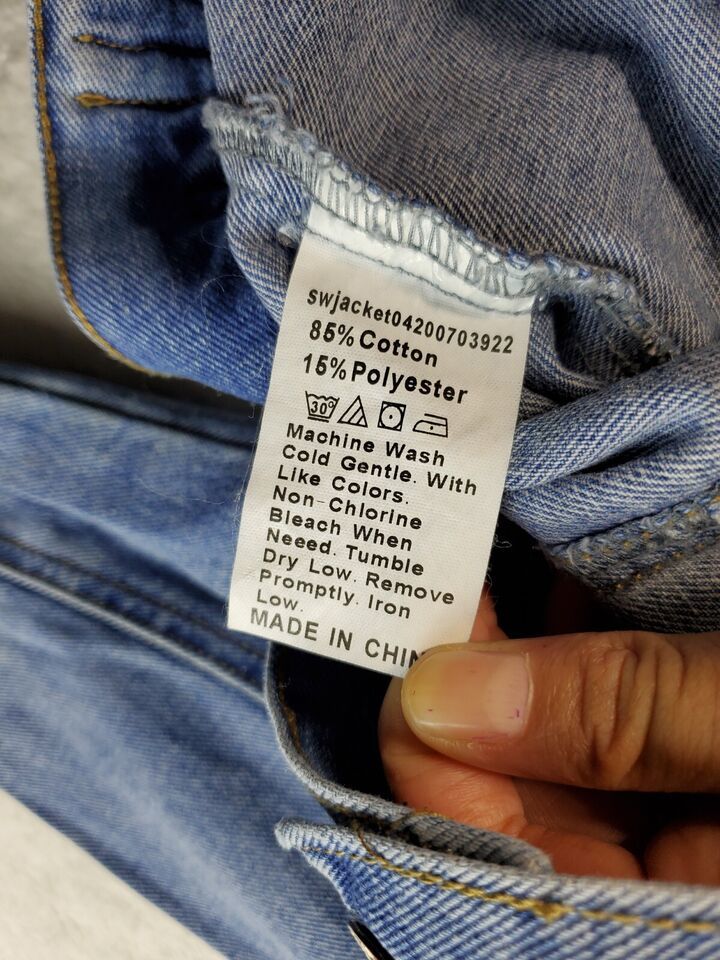 swjacket04200703922
85%Cotton
15%Polyester
30°
Machine Wash
Cold Gentle. With
Like Colors.
Non-Chlorine
Bleach When
Neeed. Tumble
Dry Low. Remove
Promptly. Iron
Low.
MADE IN CHIN